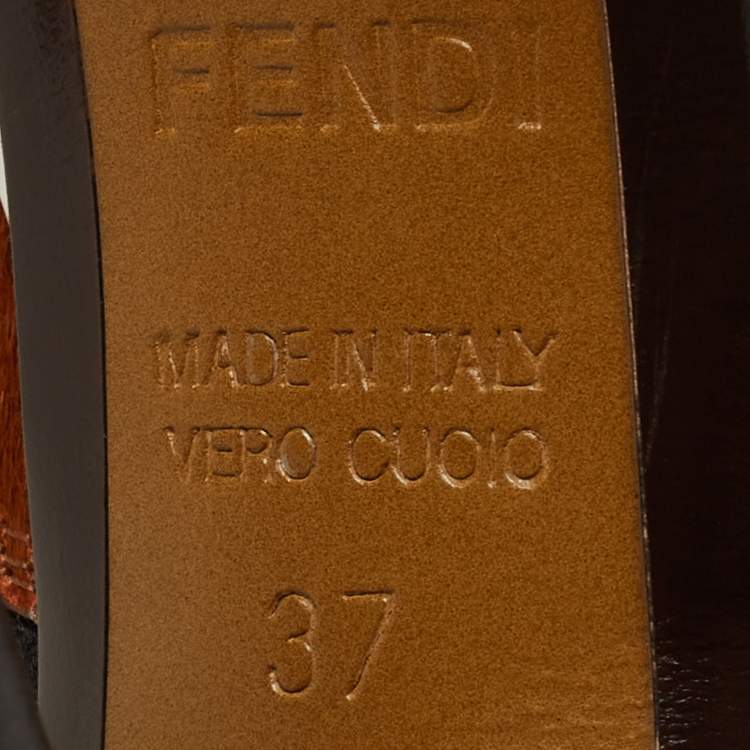 FENDI
MADE IN ITALY
VERO CUOIO
37